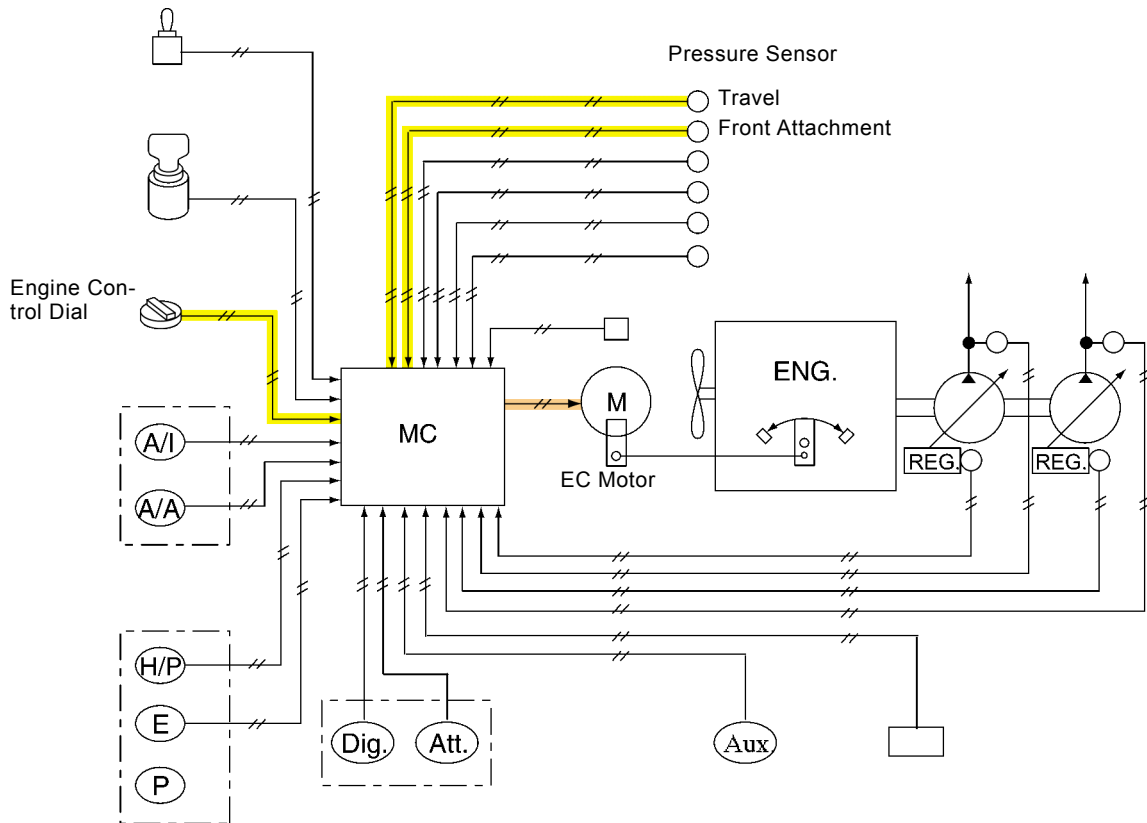 Pressure Sensor
Travel
Front Attachment
Engine Con-
trol Dial
ENG.
M
MC
A/I
EC Motor
REG.
REG.
A/A
H/P
E
Dig.
Att.
Aux.
P